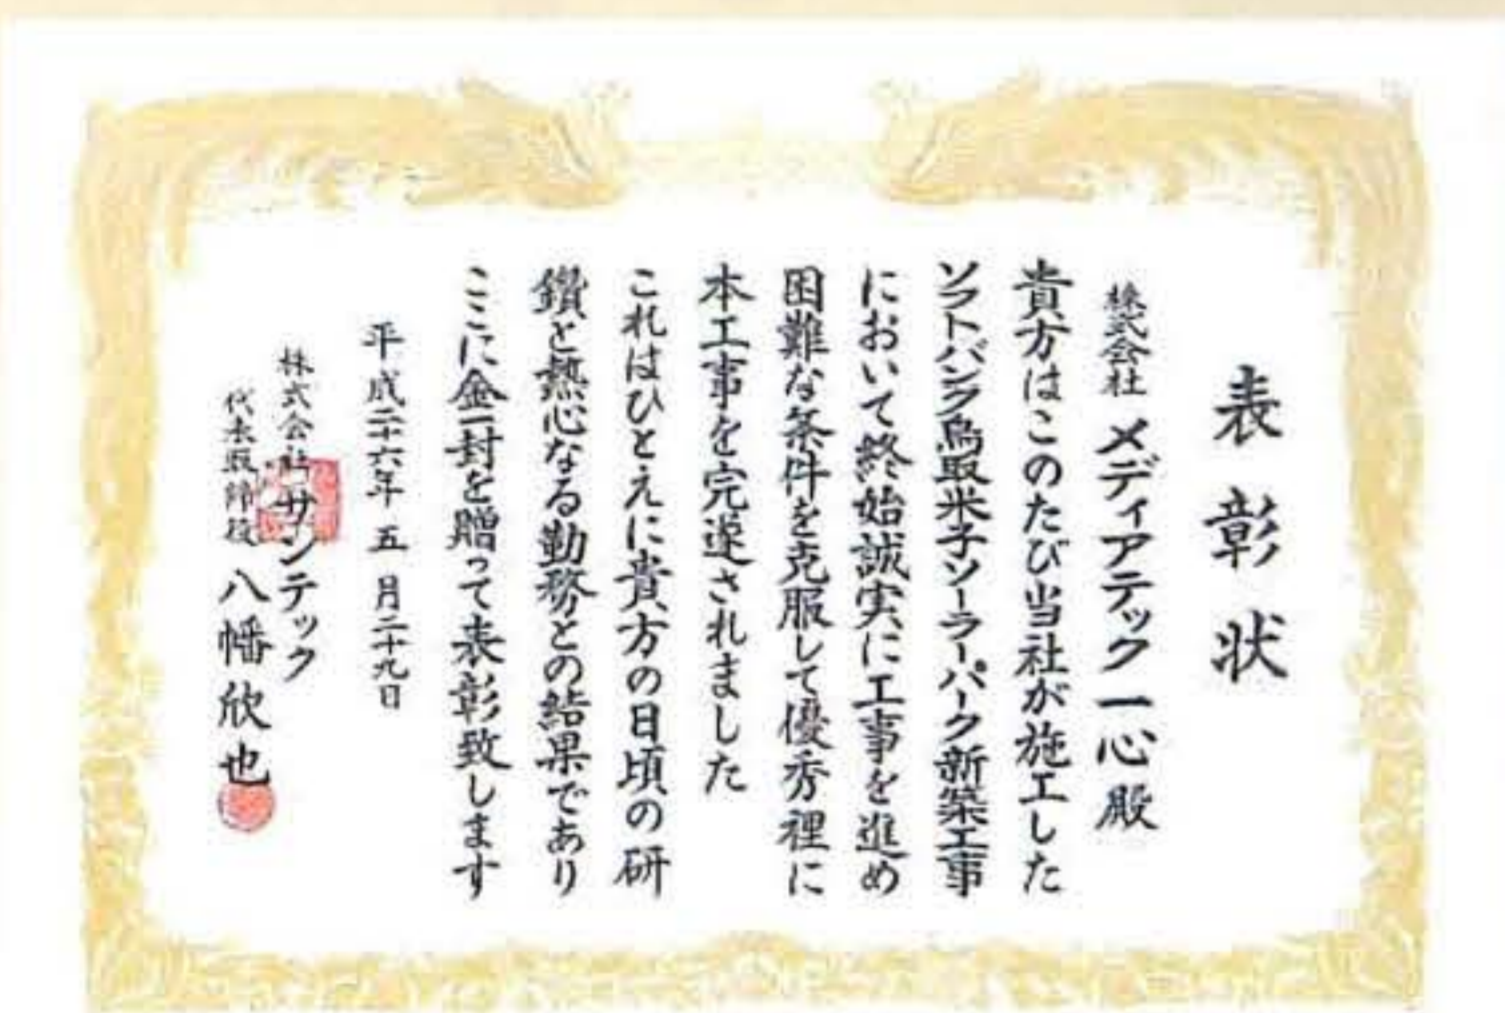 表彰状
株式会社 メディアテック一心殿
貴方はこのたび当社が施工した
ソフトバンク鳥取米子ソーラーパーク新築工事
において終始誠実に工事を進め
困難な条件を克服して優秀裡に
本工事を完遂されました
これはひとえに貴方の日頃の研
鑽と熱心なる勤務との結果であり
ここに金一封を贈って表彰致します
平成二十六年五月二十九日
株式会社サンテック
代表取締役 八幡欣也